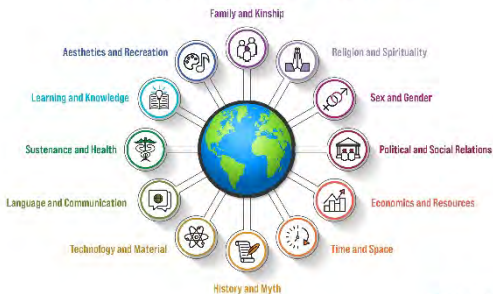 Family and Kinship
Aesthetics and Recreation
Religion and Spirituality
Learning and Knowledge
Sex and Gender
Sustenance and Health
Political and Social Relations
Language and Communication
Economics and Resources
Technology and Material
Time and Space
History and Myth